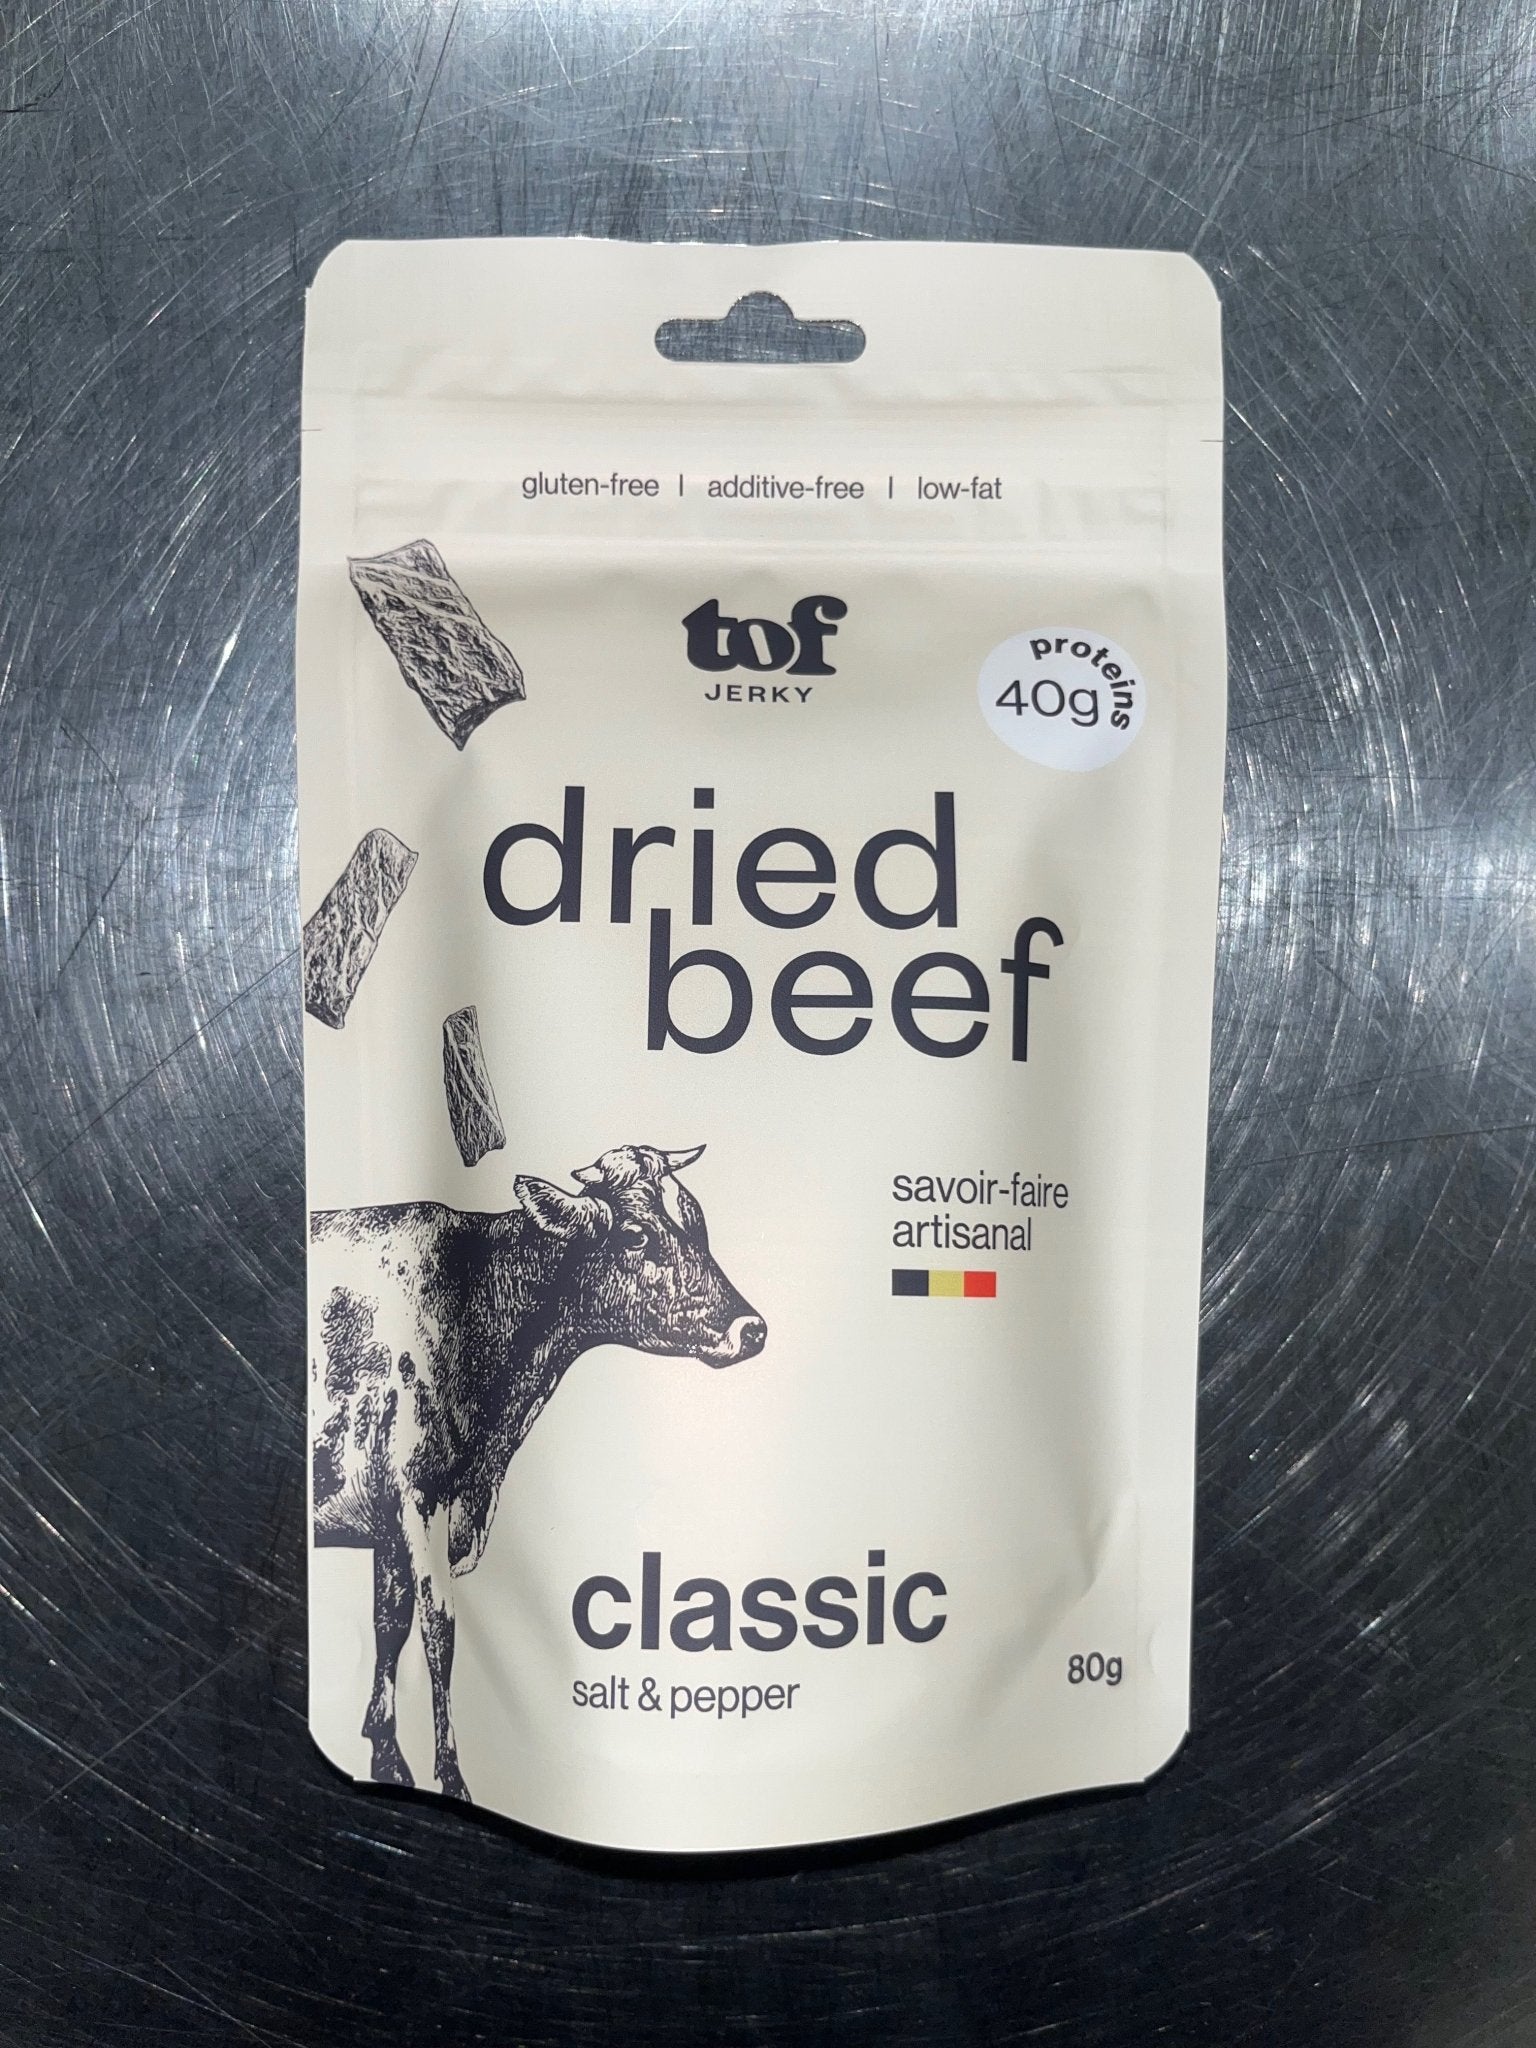 gluten-free | additive-free | low-fat
tof
JERKY
proteins
40g
dried
beef
savoir-faire
artisanal
classic
salt & pepper
80g